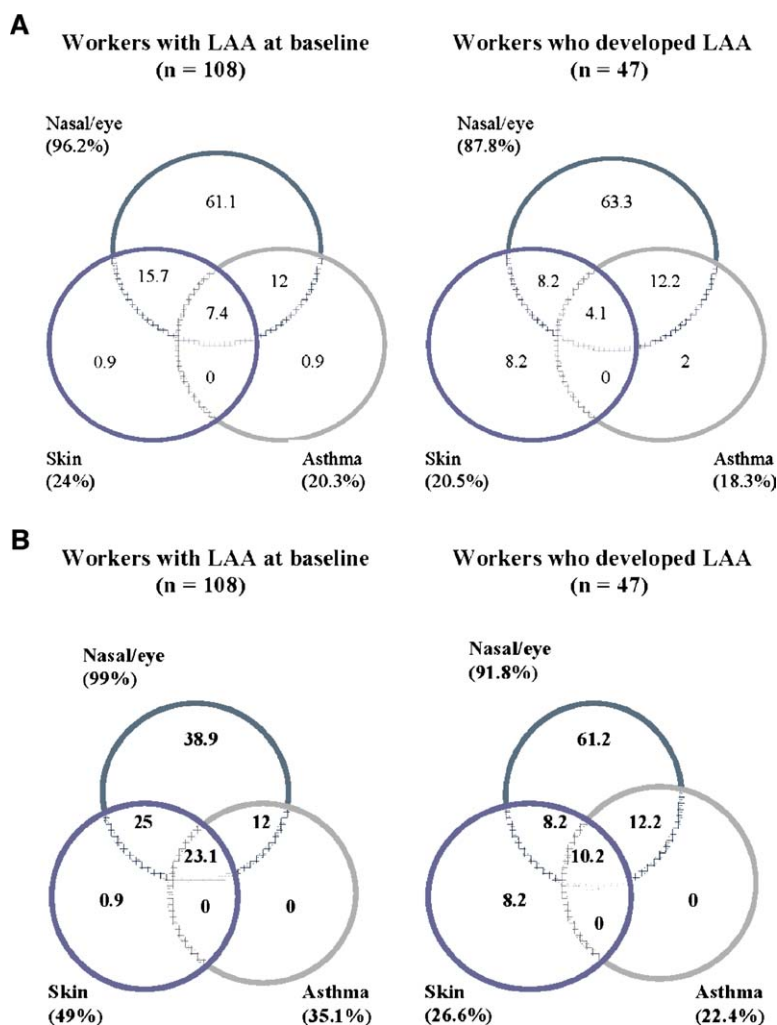 A
Workers with LAA at baseline
(n = 108)
Workers who developed LAA
(n = 47)
Nasal/eye
(96.2%)
61.1
15.7
12
7.4
0.9
0
0.9
Skin
(24%)
Asthma
(20.3%)
Nasal/eye
(87.8%)
63.3
8.2
12.2
4.1
8.2
0
2
Skin
(20.5%)
Asthma
(18.3%)
B
Workers with LAA at baseline
(n = 108)
Workers who developed LAA
(n = 47)
Nasal/eye
(99%)
38.9
25
12
23.1
0.9
0
0
Skin
(49%)
Asthma
(35.1%)
Nasal/eye
(91.8%)
61.2
8.2
12.2
10.2
8.2
0
0
Skin
(26.6%)
Asthma
(22.4%)